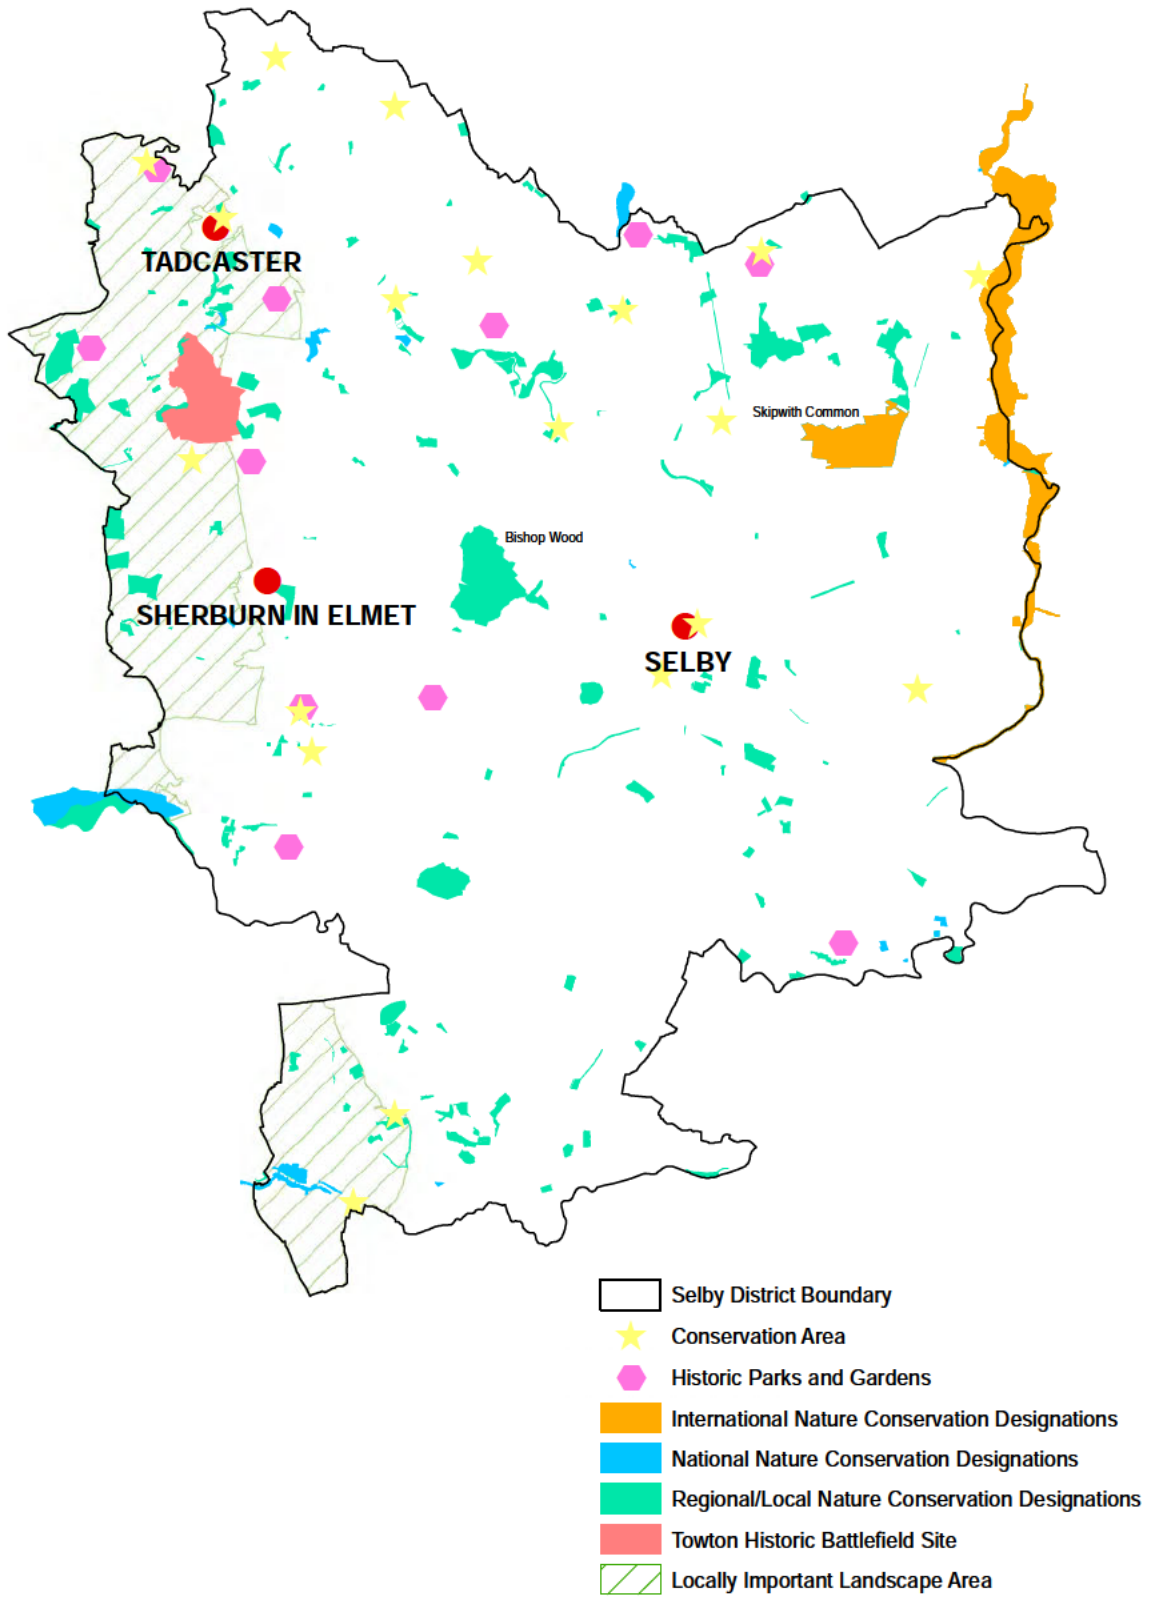 TADCASTER
Skipwith Common
Bishop Wood
SHERBURN IN ELMET
SELBY
Selby District Boundary
Conservation Area
Historic Parks and Gardens
International Nature Conservation Designations
National Nature Conservation Designations
Regional/Local Nature Conservation Designations
Towton Historic Battlefield Site
Locally Important Landscape Area